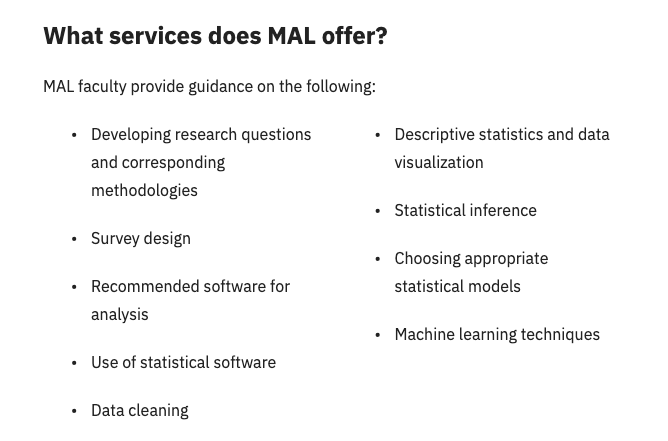 What services does MAL offer?
MAL faculty provide guidance on the following:
• Developing research questions
and corresponding
methodologies
• Survey design
• Recommended software for
analysis
• Use of statistical software
• Data cleaning
• Descriptive statistics and data
visualization
• Statistical inference
• Choosing appropriate
statistical models
• Machine learning techniques